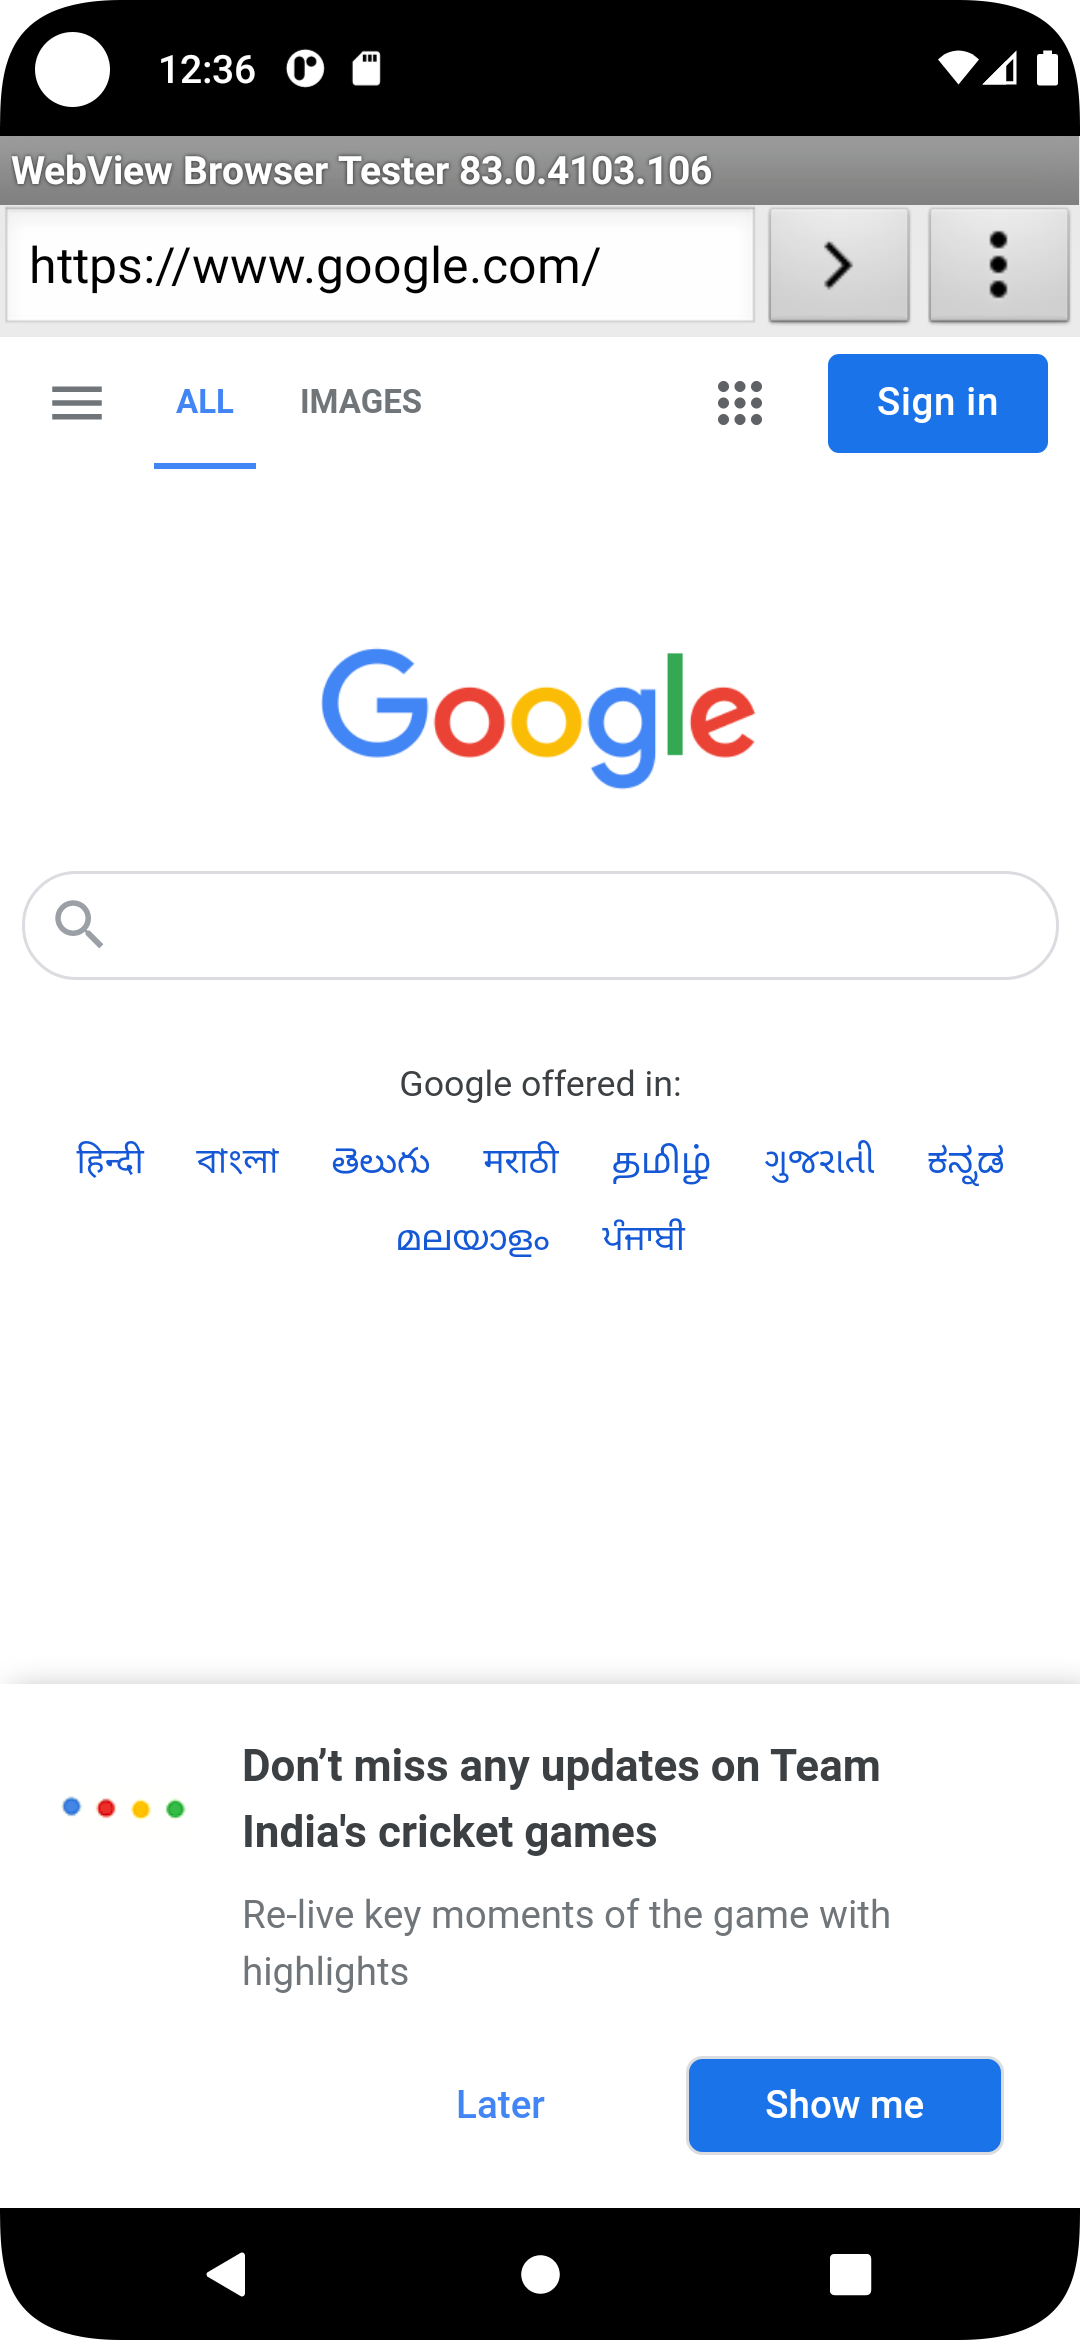 12:36
WebView Browser Tester 83.0.4103.106
https://www.google.com/
ALL IMAGES Sign in
Google
Google offered in:
हिन्दी বাংলা తెలుగు मराठी தமிழ் ગુજરાતી ಕನ್ನಡ
മലയാളം ਪੰਜਾਬੀ
Don’t miss any updates on Team
India's cricket games
Re-live key moments of the game with
highlights
Later Show me